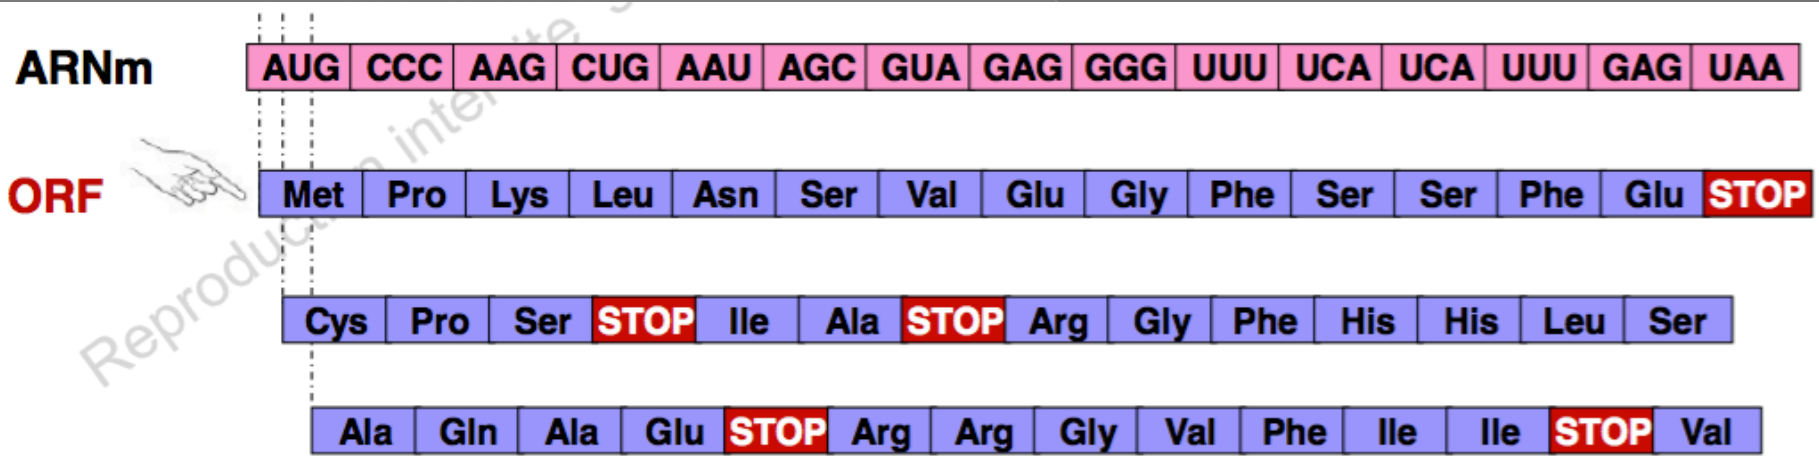 ARNm AUG CCC AAG CUG AAU AGC GUA GAG GGG UUU UCA UCA UUU GAG UAA
ORF Met Pro Lys Leu Asn Ser Val Glu Gly Phe Ser Ser Phe Glu STOP
Cys Pro Ser STOP Ile Ala STOP Arg Gly Phe His His Leu Ser
Ala Gln Ala Glu STOP Arg Arg Gly Val Phe Ile Ile STOP Val